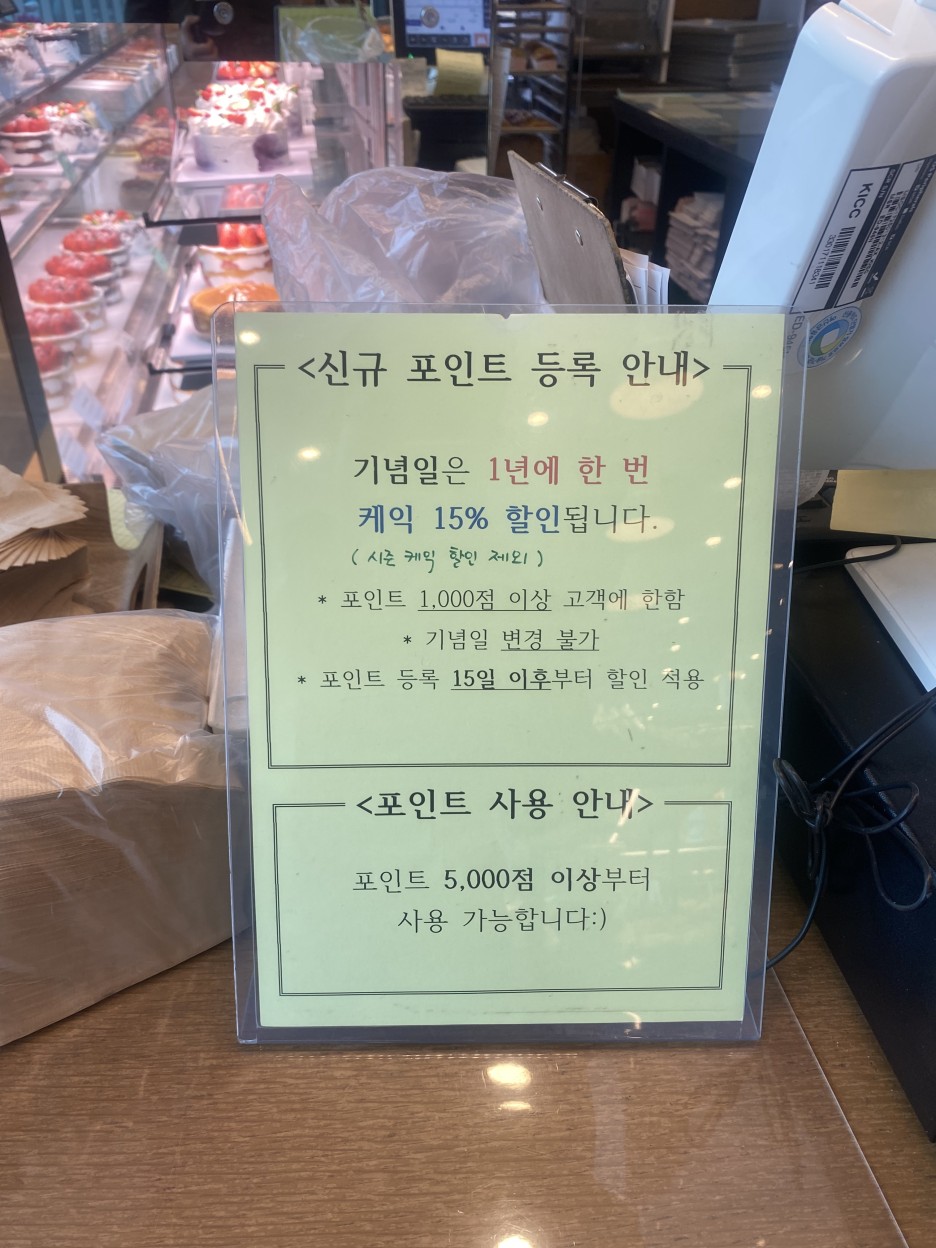 <신규 포인트 등록 안내>
기념일은 1년에 한 번
케익 15% 할인됩니다.
( 시즌 케익 할인 제외 )
* 포인트 1,000점 이상 고객에 한함
* 기념일 변경 불가
* 포인트 등록 15일 이후부터 할인 적용
<포인트 사용 안내>
포인트 5,000점 이상부터
사용 가능합니다:)
KICC